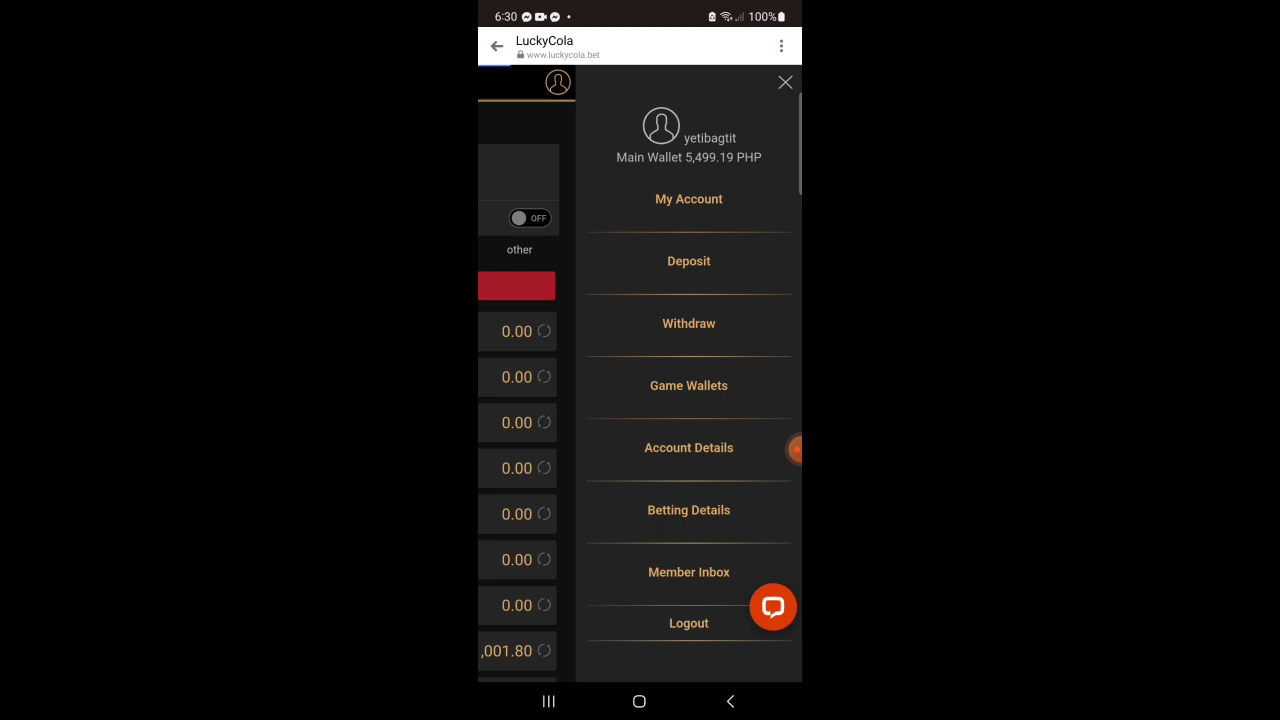 6:30
100%
LuckyCola
www.luckycola.bet
yetibagtit
Main Wallet 5,499.19 PHP
My Account
OFF
other
Deposit
Withdraw
0.00
0.00
Game Wallets
0.00
Account Details
0.00
0.00
Betting Details
0.00
Member Inbox
0.00
Logout
,001.80